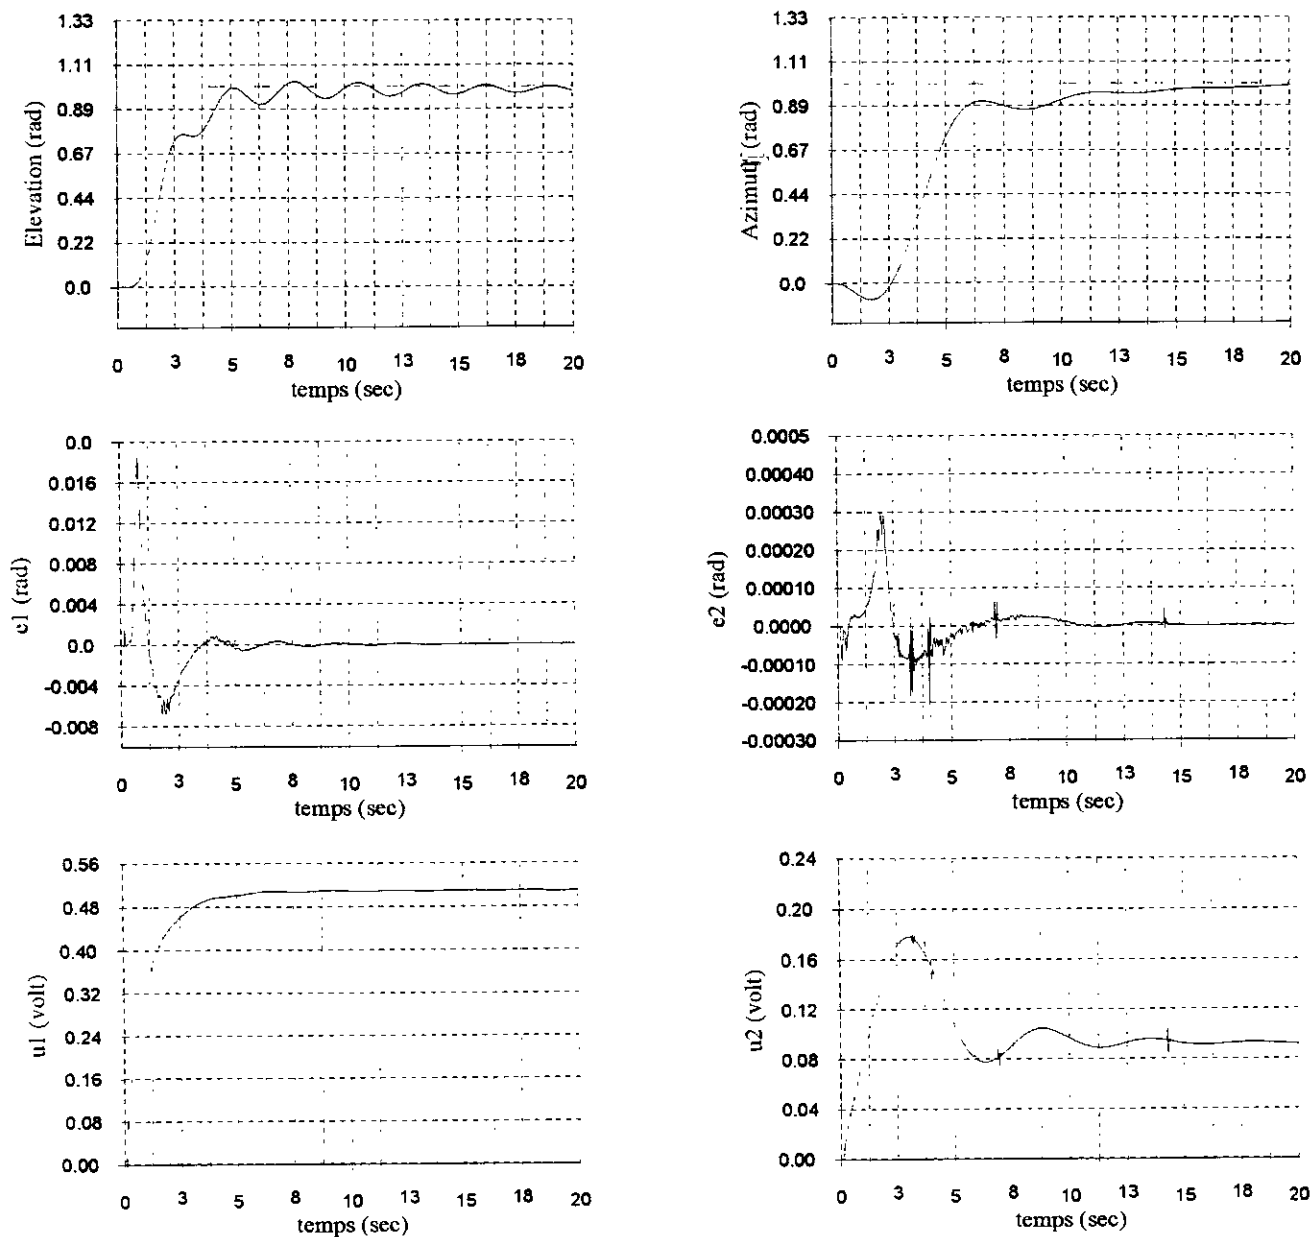 1.33
1.11
0.89
0.67
0.44
0.22
0.0
Elevation (rad)
0 3 5 8 10 13 15 18 20
temps (sec)
1.33
1.11
0.89
0.67
0.44
0.22
0.0
Azimuth (rad)
0 3 5 8 10 13 15 18 20
temps (sec)
0.0
0.016
0.012
0.008
0.004
0.0
-0.004
-0.008
e1 (rad)
0 3 5 8 10 13 15 18 20
temps (sec)
0.0005
0.00040
0.00030
0.00020
0.00010
0.0000
-0.00010
-0.00020
-0.00030
e2 (rad)
0 3 5 8 10 13 15 18 20
temps (sec)
0.56
0.48
0.40
0.32
0.24
0.16
0.08
0.00
u1 (volt)
0 3 5 8 10 13 15 18 20
temps (sec)
0.24
0.20
0.16
0.12
0.08
0.04
0.00
u2 (volt)
0 3 5 8 10 13 15 18 20
temps (sec)